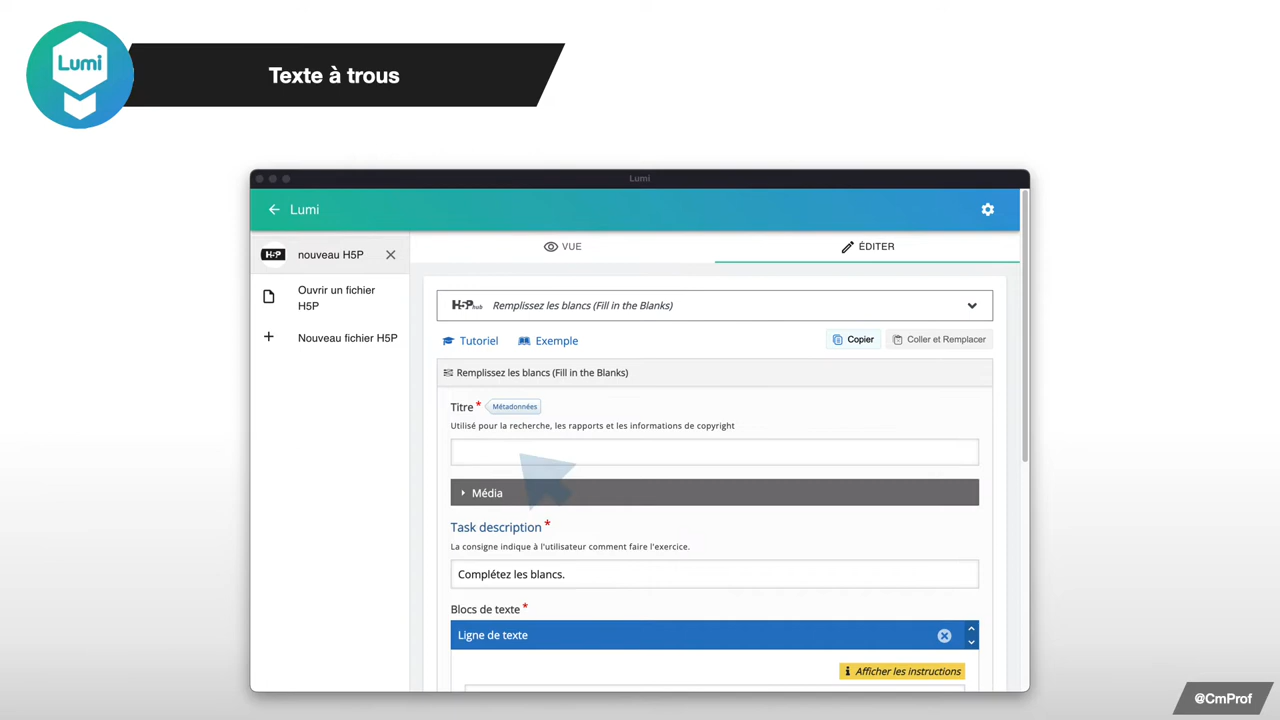 Lumi
Texte à trous
Lumi
Lumi
nouveau H5P
VUE
ÉDITER
Ouvrir un fichier
H5P
Nouveau fichier H5P
H5P hub Remplissez les blancs (Fill in the Blanks)
Tutoriel Exemple Copier Coller et Remplacer
Remplissez les blancs (Fill in the Blanks)
Titre * Métadonnées
Utilisé pour la recherche, les rapports et les informations de copyright
Média
Task description *
La consigne indique à l'utilisateur comment faire l'exercice.
Complétez les blancs.
Blocs de texte *
Ligne de texte
Afficher les instructions
@CmProf